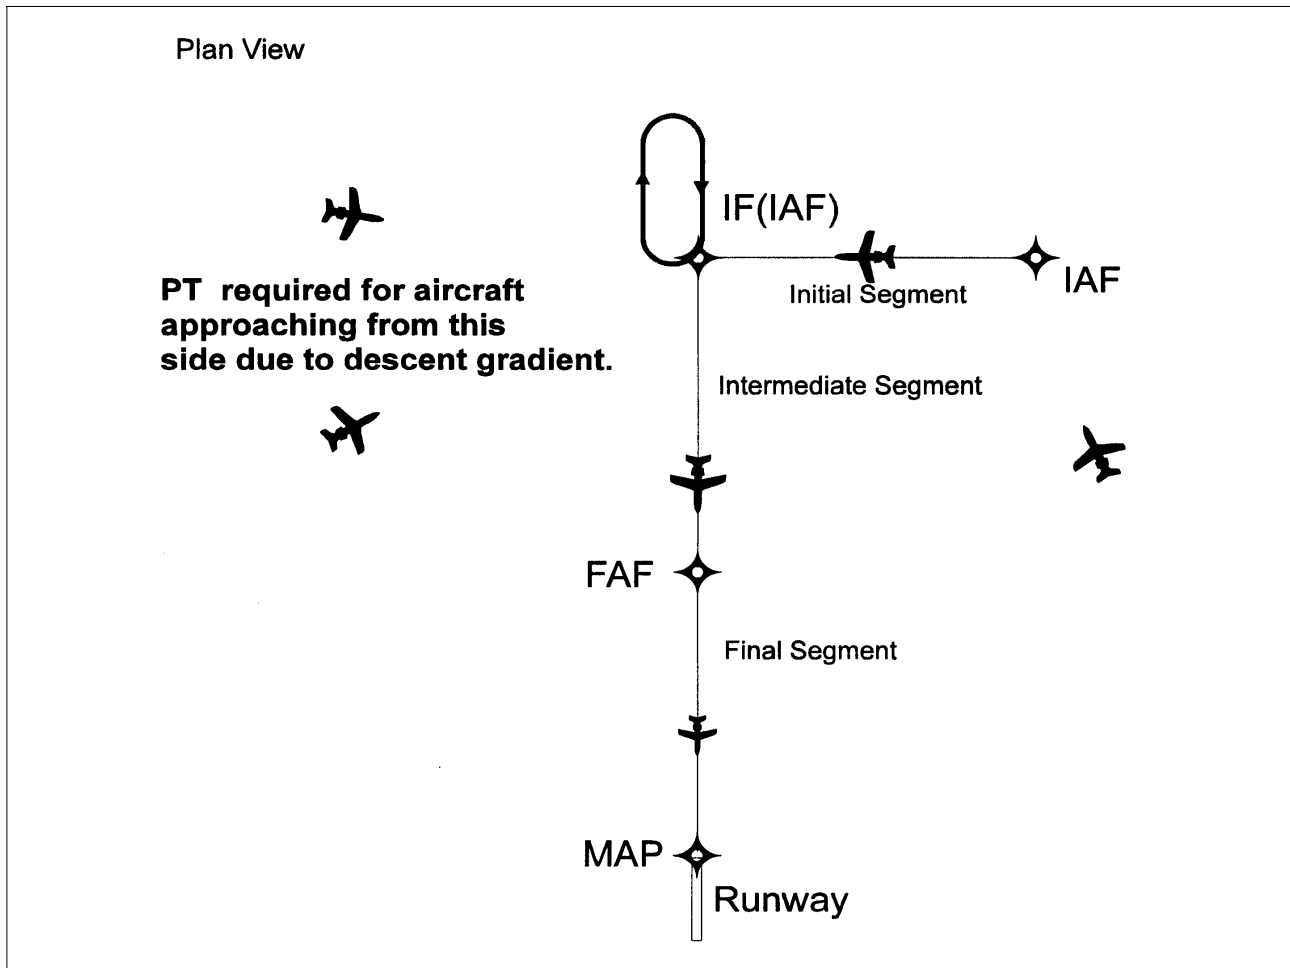 Plan View
IF(IAF)
IAF
Initial Segment
PT required for aircraft
approaching from this
side due to descent gradient.
Intermediate Segment
FAF
Final Segment
MAP
Runway